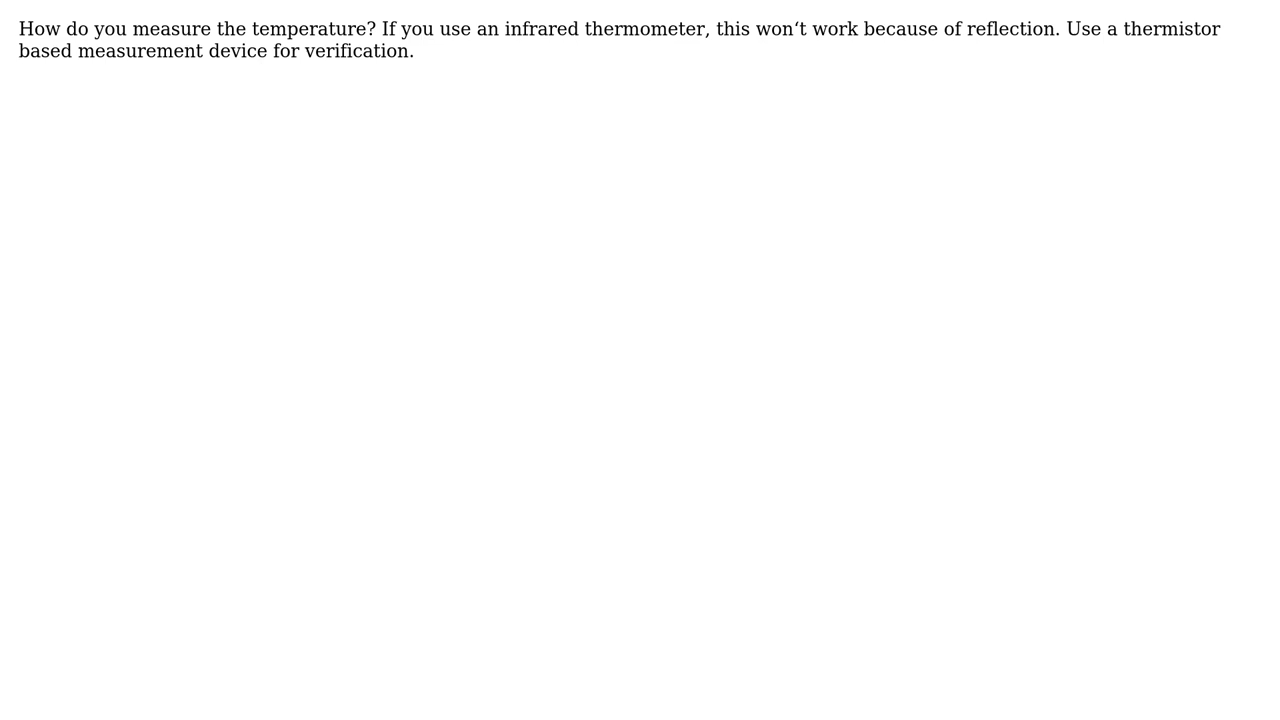 How do you measure the temperature? If you use an infrared thermometer, this won‘t work because of reflection. Use a thermistor
based measurement device for verification.